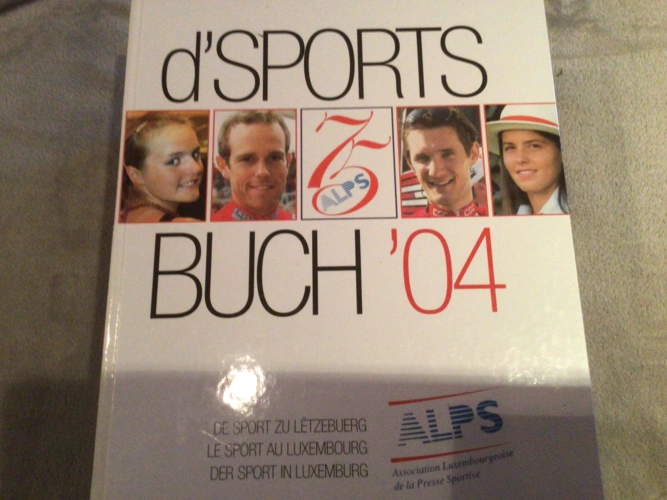 d'SPORTS
75
ALPS
BUCH '04
DE SPORT ZU LËTZEBUERG
LE SPORT AU LUXEMBOURG
DER SPORT IN LUXEMBURG
ALPS
Association Luxembourgeoise
de la Presse Sportive